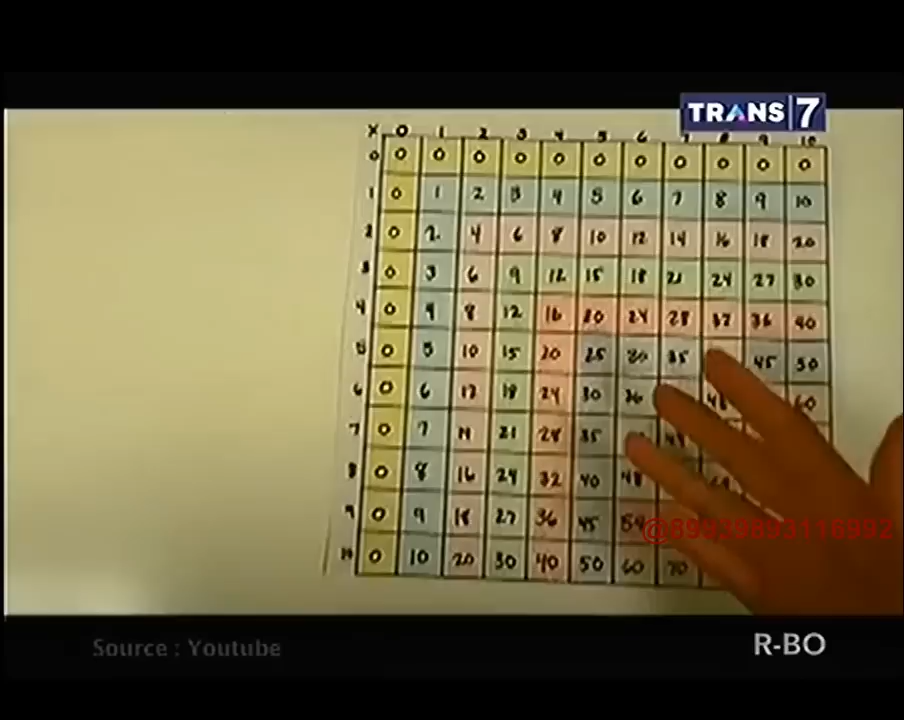 TRANS 7
X 0 1 2 3 4 5 6 7 8 9 10
0 0 0 0 0 0 0 0 0 0 0 0
1 0 1 2 3 4 5 6 7 8 9 10
2 0 2 4 6 8 10 12 14 16 18 20
3 0 3 6 9 12 15 18 21 24 27 30
4 0 4 8 12 16 20 24 28 32 36 40
5 0 5 10 15 20 25 30 35 45 50
6 0 6 12 18 24 30 36 48 60
7 0 7 14 21 28 35 49
8 0 8 16 24 32 40 48
9 0 9 18 27 36 45 54
10 0 10 20 30 40 50 60 70
@89939893116992
Source : Youtube
R-BO